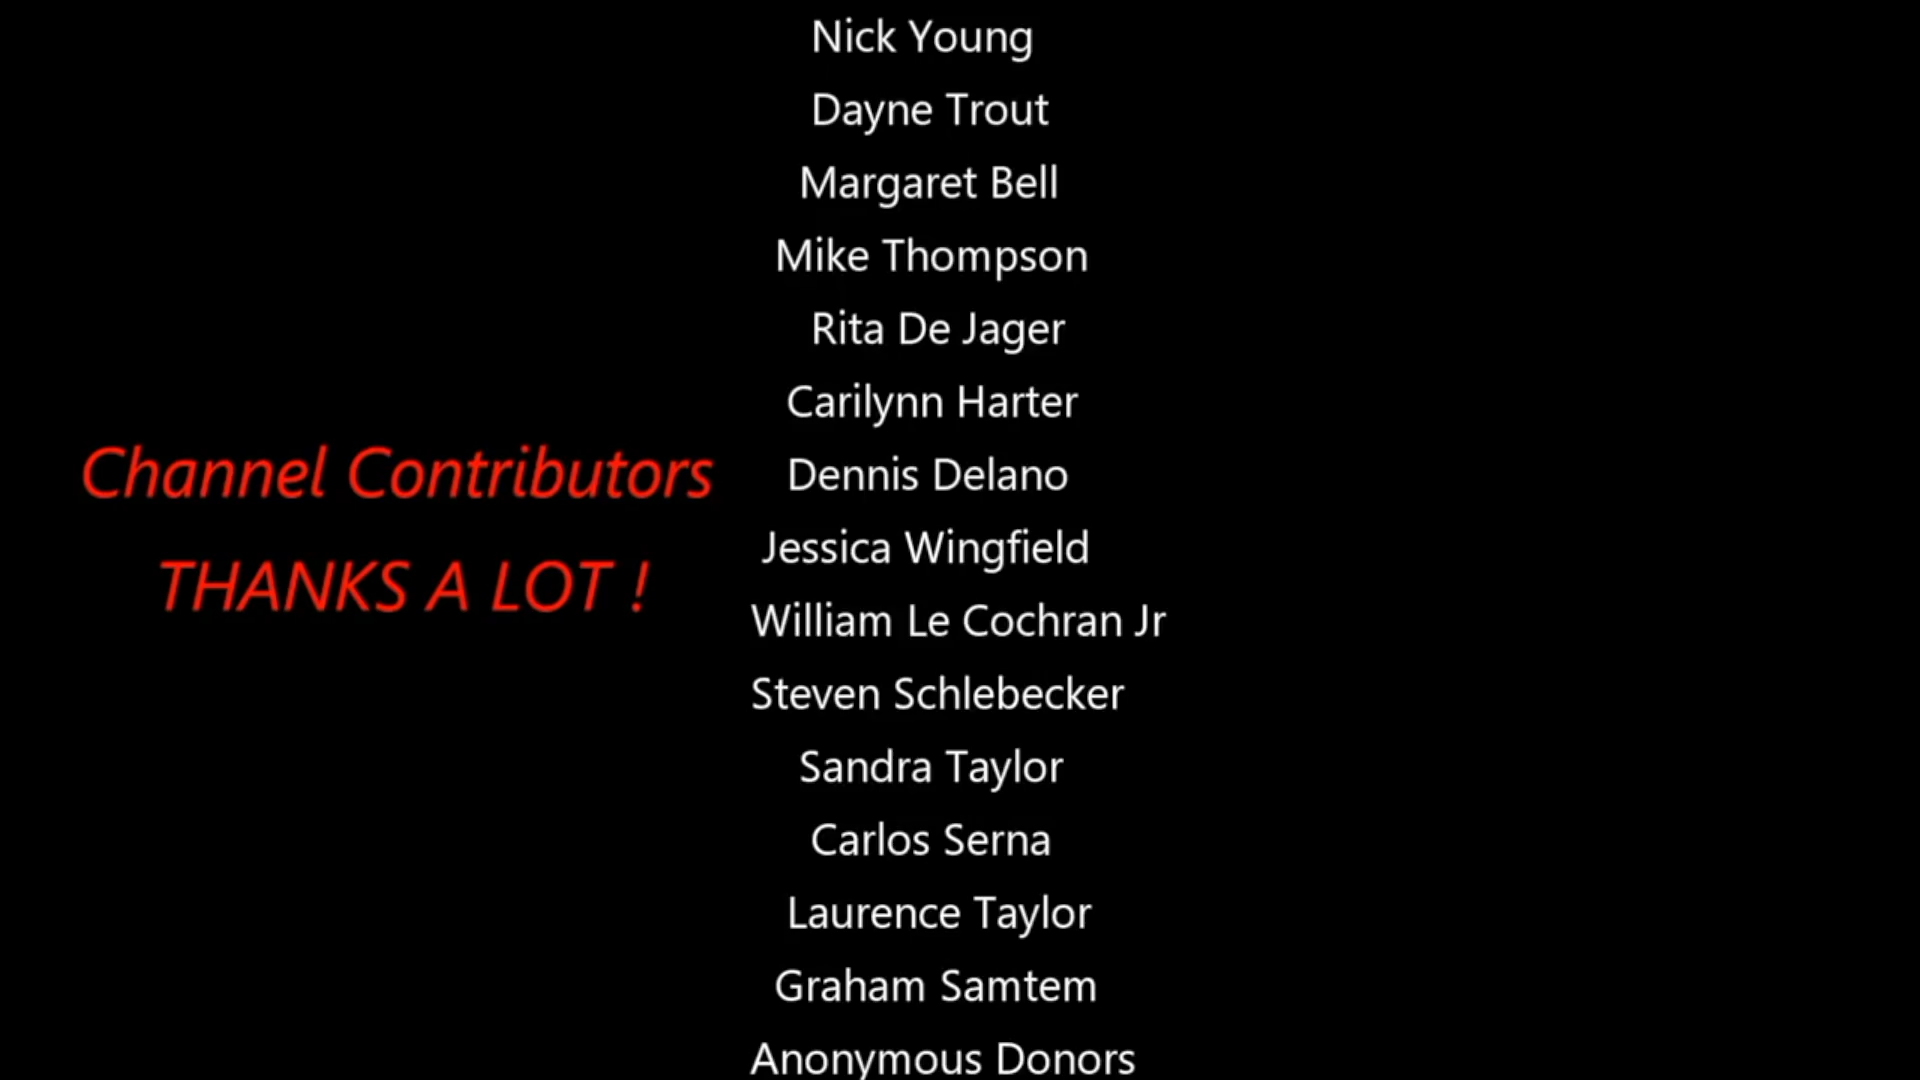 Nick Young
Dayne Trout
Margaret Bell
Mike Thompson
Rita De Jager
Carilynn Harter
Channel Contributors
Dennis Delano
Jessica Wingfield
THANKS A LOT !
William Le Cochran Jr
Steven Schlebecker
Sandra Taylor
Carlos Serna
Laurence Taylor
Graham Samtem
Anonymous Donors